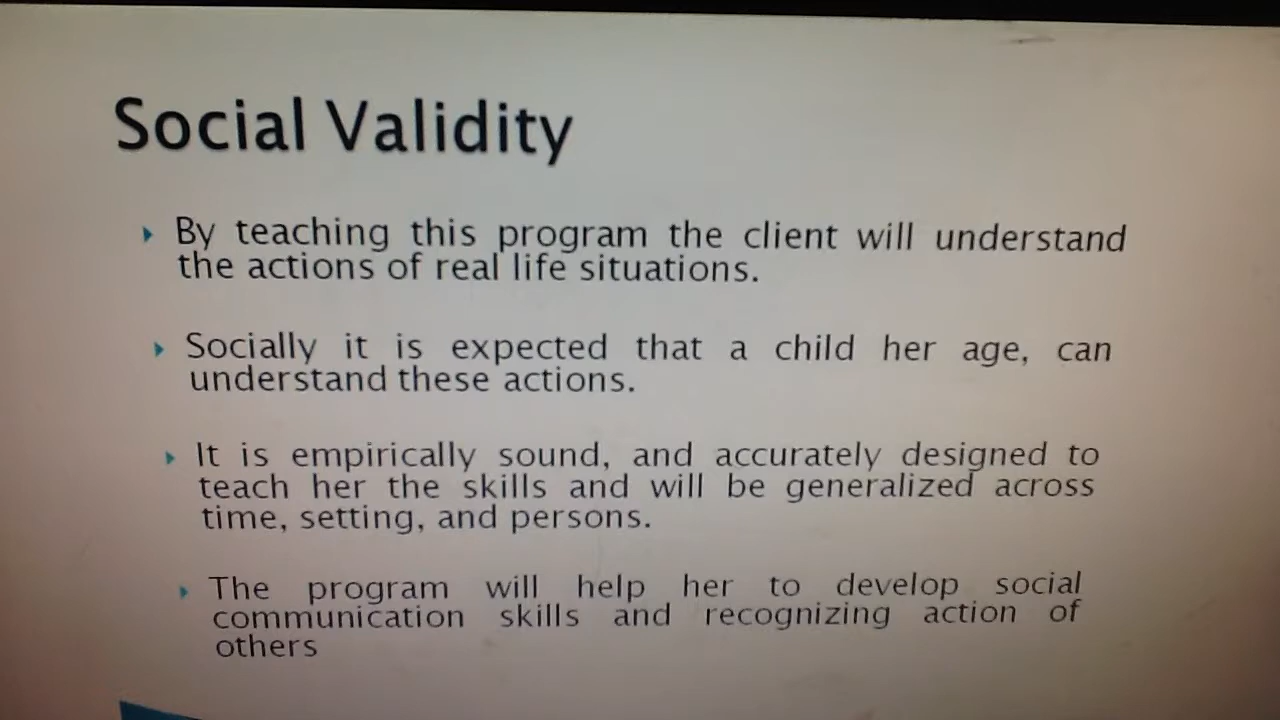 Social Validity
By teaching this program the client will understand
the actions of real life situations.
Socially it is expected that a child her age, can
understand these actions.
It is empirically sound, and accurately designed to
teach her the skills and will be generalized across
time, setting, and persons.
The program will help her to develop social
communication skills and recognizing action of
others